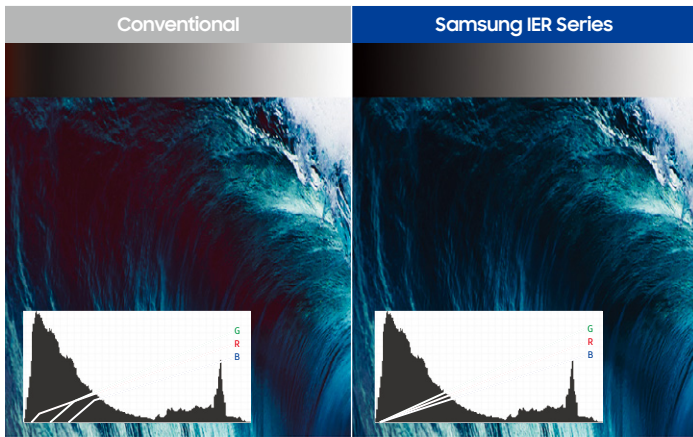 Conventional
Samsung IER Series
G
R
B
G
R
B